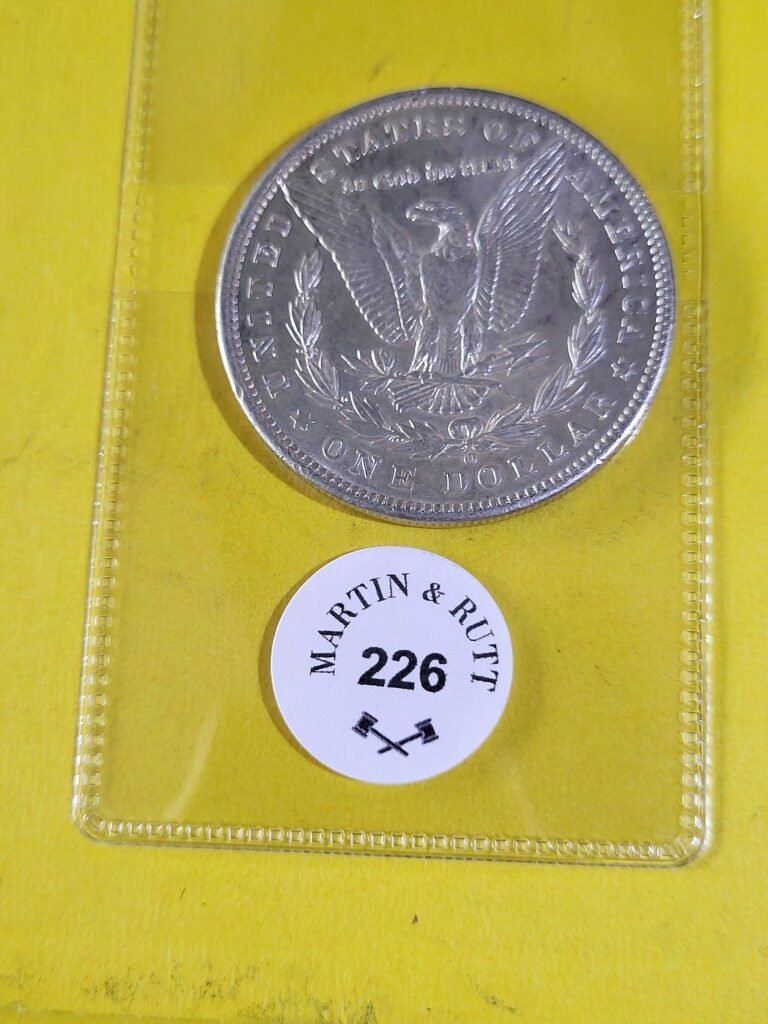 UNITED STATES OF AMERICA
In God we trust
ONE DOLLAR
O
MARTIN & RUTT
226